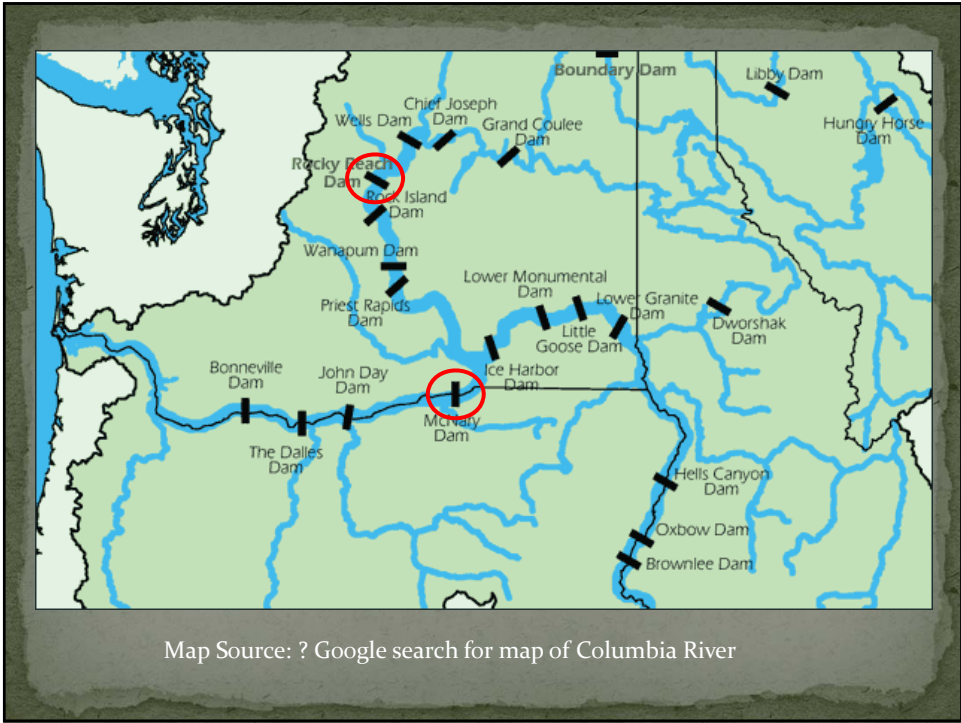 Boundary Dam
Libby Dam
Chief Joseph
Dam
Wells Dam
Grand Coulee
Dam
Hungry Horse
Dam
Rocky Reach
Dam
Rock Island
Dam
Wanapum Dam
Priest Rapids
Dam
Lower Monumental
Dam
Lower Granite
Dam
Little
Goose Dam
Dworshak
Dam
Ice Harbor
Dam
Bonneville
Dam
John Day
Dam
McNary
Dam
The Dalles
Dam
Hells Canyon
Dam
Oxbow Dam
Brownlee Dam
Map Source: ? Google search for map of Columbia River